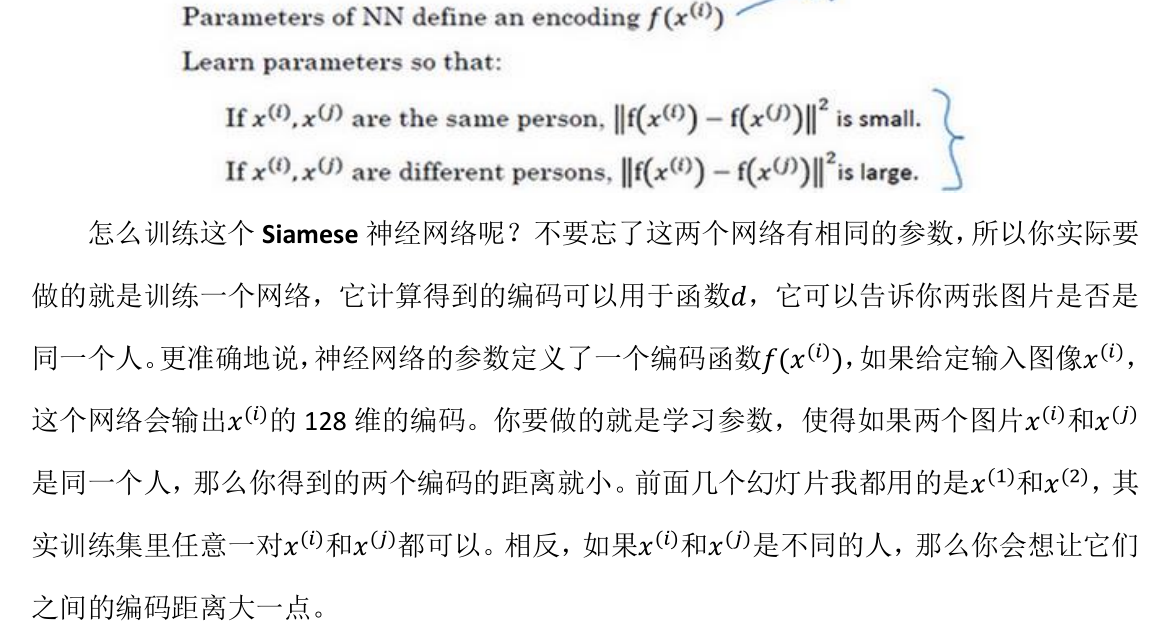 Parameters of NN define an encoding f(x⁽ⁱ⁾)
Learn parameters so that:
If x⁽ⁱ⁾, x⁽ʲ⁾ are the same person, ‖f(x⁽ⁱ⁾) − f(x⁽ʲ⁾)‖² is small.
If x⁽ⁱ⁾, x⁽ʲ⁾ are different persons, ‖f(x⁽ⁱ⁾) − f(x⁽ʲ⁾)‖² is large.
怎么训练这个 Siamese 神经网络呢？不要忘了这两个网络有相同的参数，所以你实际要
做的就是训练一个网络，它计算得到的编码可以用于函数d，它可以告诉你两张图片是否是
同一个人。更准确地说，神经网络的参数定义了一个编码函数f(x⁽ⁱ⁾)，如果给定输入图像x⁽ⁱ⁾，
这个网络会输出x⁽ⁱ⁾的 128 维的编码。你要做的就是学习参数，使得如果两个图片x⁽ⁱ⁾和x⁽ʲ⁾
是同一个人，那么你得到的两个编码的距离就小。前面几个幻灯片我都用的是x⁽¹⁾和x⁽²⁾，其
实训练集里任意一对x⁽ⁱ⁾和x⁽ʲ⁾都可以。相反，如果x⁽ⁱ⁾和x⁽ʲ⁾是不同的人，那么你会想让它们
之间的编码距离大一点。